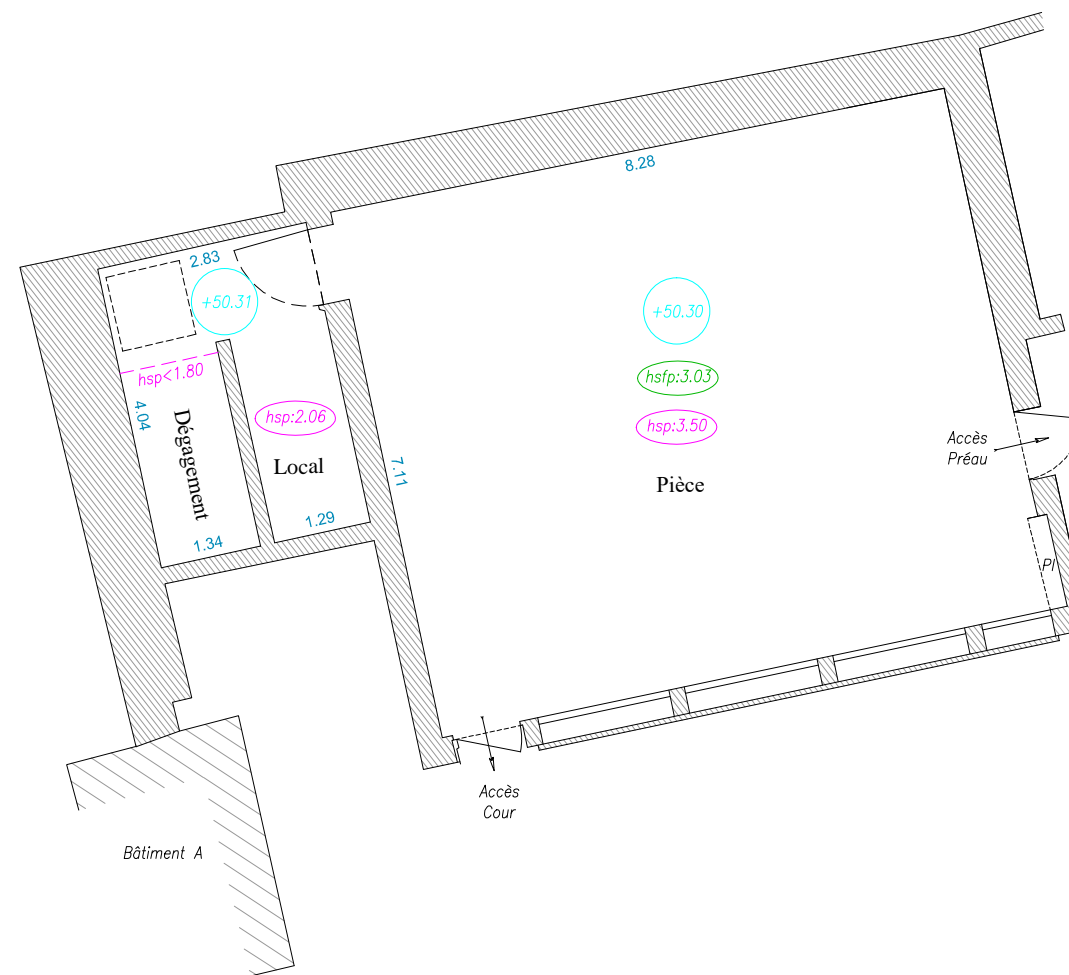 8.28
2.83
+50.31
+50.30
hsp<1.80
hsfp:3.03
4.04
hsp:2.06
hsp:3.50
Dégagement
Local
7.11
Pièce
Accès
Préau
1.29
1.34
Pl
Accès
Cour
Bâtiment A